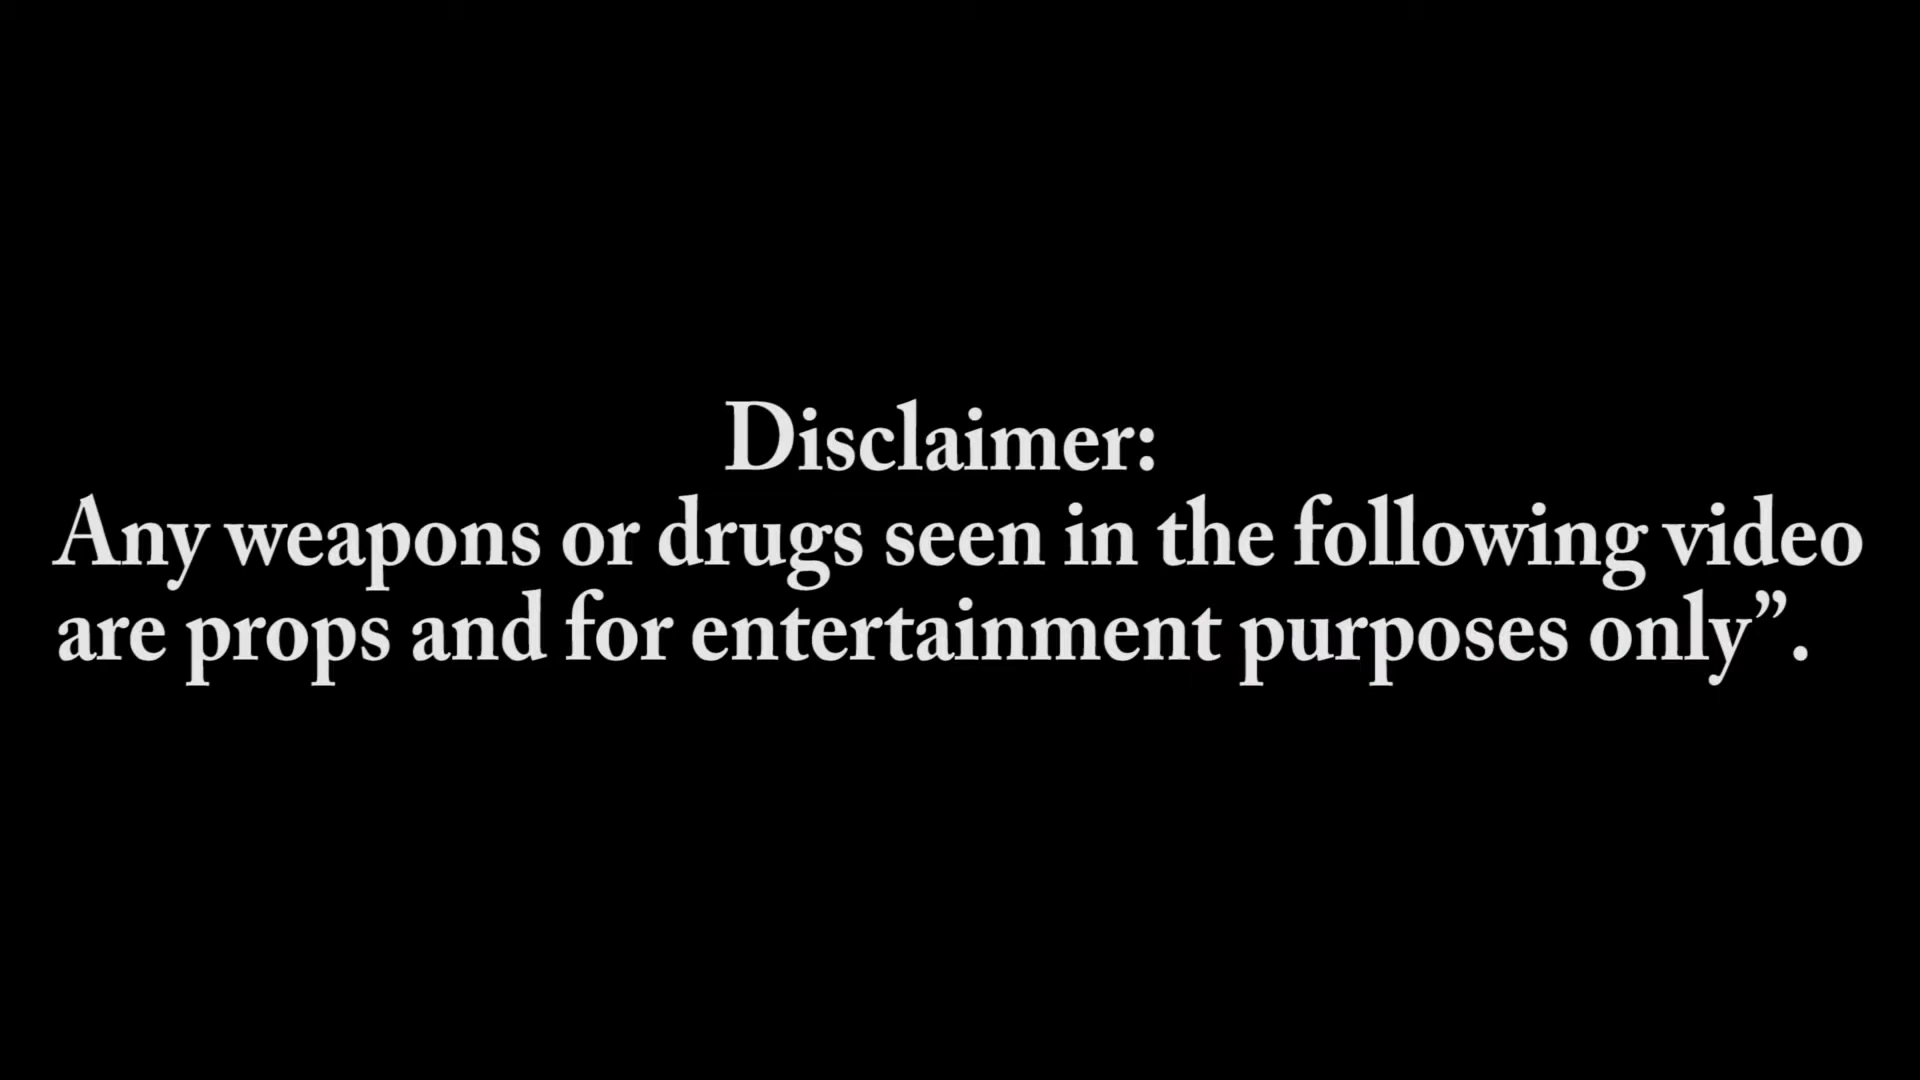 Disclaimer:
Any weapons or drugs seen in the following video
are props and for entertainment purposes only”.